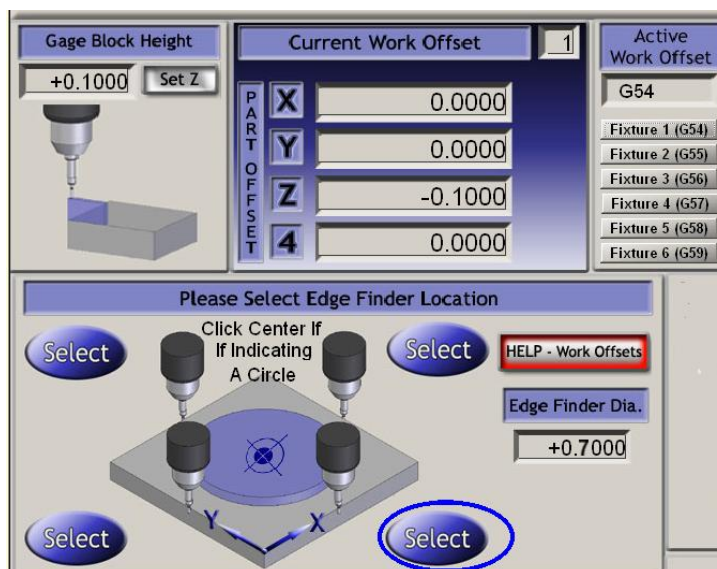 Gage Block Height
+0.1000
Set Z
Current Work Offset
1
PART OFFSET
X
0.0000
Y
0.0000
Z
-0.1000
4
0.0000
Active
Work Offset
G54
Fixture 1 (G54)
Fixture 2 (G55)
Fixture 3 (G56)
Fixture 4 (G57)
Fixture 5 (G58)
Fixture 6 (G59)
Please Select Edge Finder Location
Select
Click Center If
If Indicating
A Circle
Select
HELP - Work Offsets
Edge Finder Dia.
+0.7000
Y
X
Select
Select